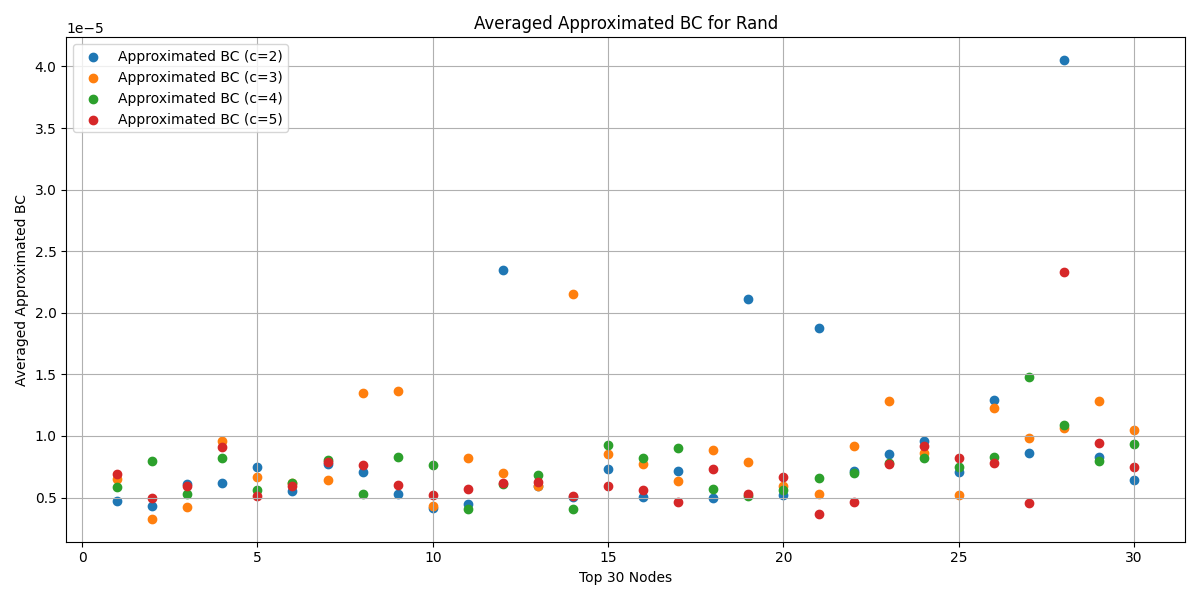 Averaged Approximated BC for Rand
1e−5
Approximated BC (c=2)
Approximated BC (c=3)
Approximated BC (c=4)
Approximated BC (c=5)
4.0
3.5
3.0
2.5
2.0
1.5
1.0
0.5
Averaged Approximated BC
0 5 10 15 20 25 30
Top 30 Nodes